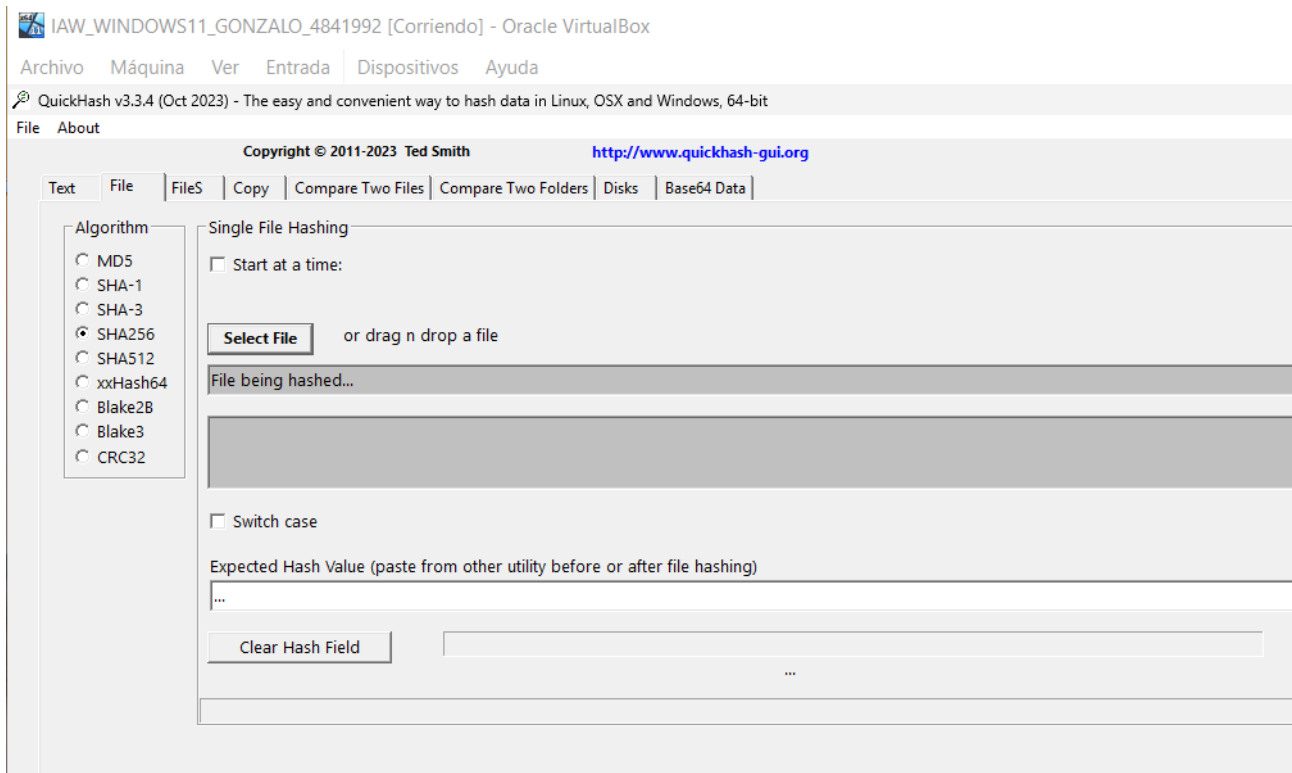 IAW_WINDOWS11_GONZALO_4841992 [Corriendo] - Oracle VirtualBox
Archivo Máquina Ver Entrada Dispositivos Ayuda
QuickHash v3.3.4 (Oct 2023) - The easy and convenient way to hash data in Linux, OSX and Windows, 64-bit
File About
Copyright © 2011-2023 Ted Smith http://www.quickhash-gui.org
Text File FileS Copy Compare Two Files Compare Two Folders Disks Base64 Data
Algorithm
MD5
SHA-1
SHA-3
SHA256
SHA512
xxHash64
Blake2B
Blake3
CRC32
Single File Hashing
Start at a time:
Select File or drag n drop a file
File being hashed...
Switch case
Expected Hash Value (paste from other utility before or after file hashing)
...
Clear Hash Field
...